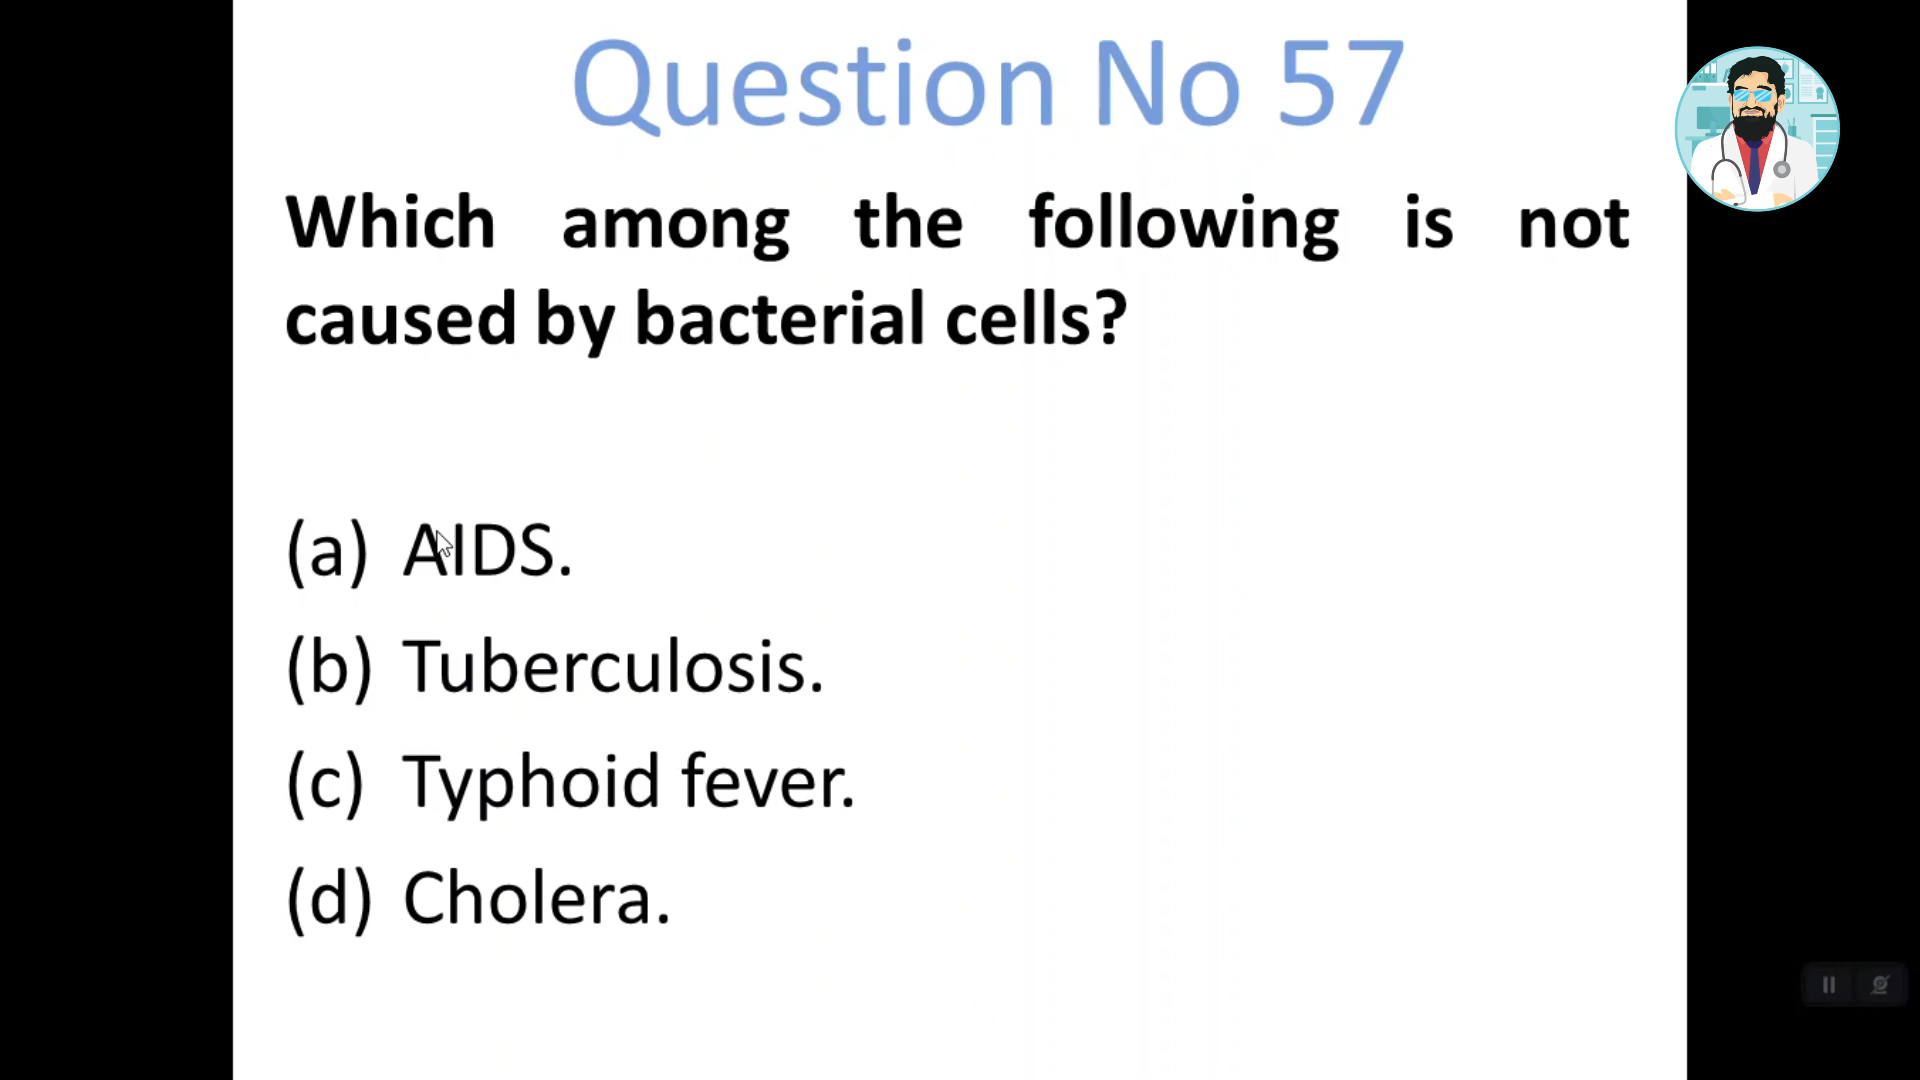 Question No 57
Which among the following is not
caused by bacterial cells?
(a) AIDS.
(b) Tuberculosis.
(c) Typhoid fever.
(d) Cholera.